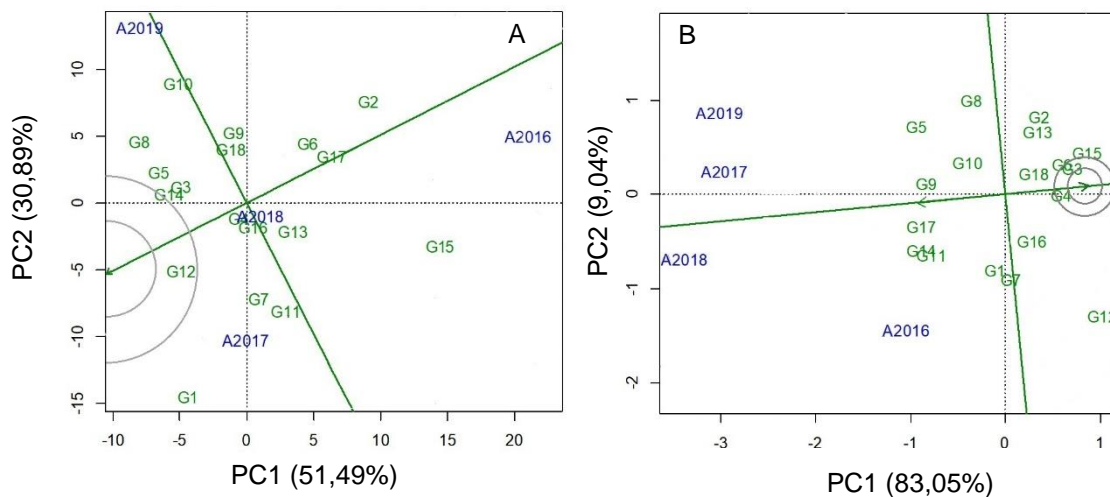 A
A2019
G10
G2
G9
G6
A2016
G8
G18
G17
G5
G3
G14
A2018
G16
G13
G15
G12
G7
G11
A2017
G1
10
5
0
-5
-10
-15
-10
-5
0
5
10
15
20
PC2 (30,89%)
PC1 (51,49%)
B
G8
A2019
G2
G5
G13
G15
G10
G6
G3
A2017
G18
G9
G4
G17
G16
G14
G11
A2018
G1
G7
A2016
1
0
-1
-2
-3
-2
-1
0
1
PC2 (9,04%)
PC1 (83,05%)